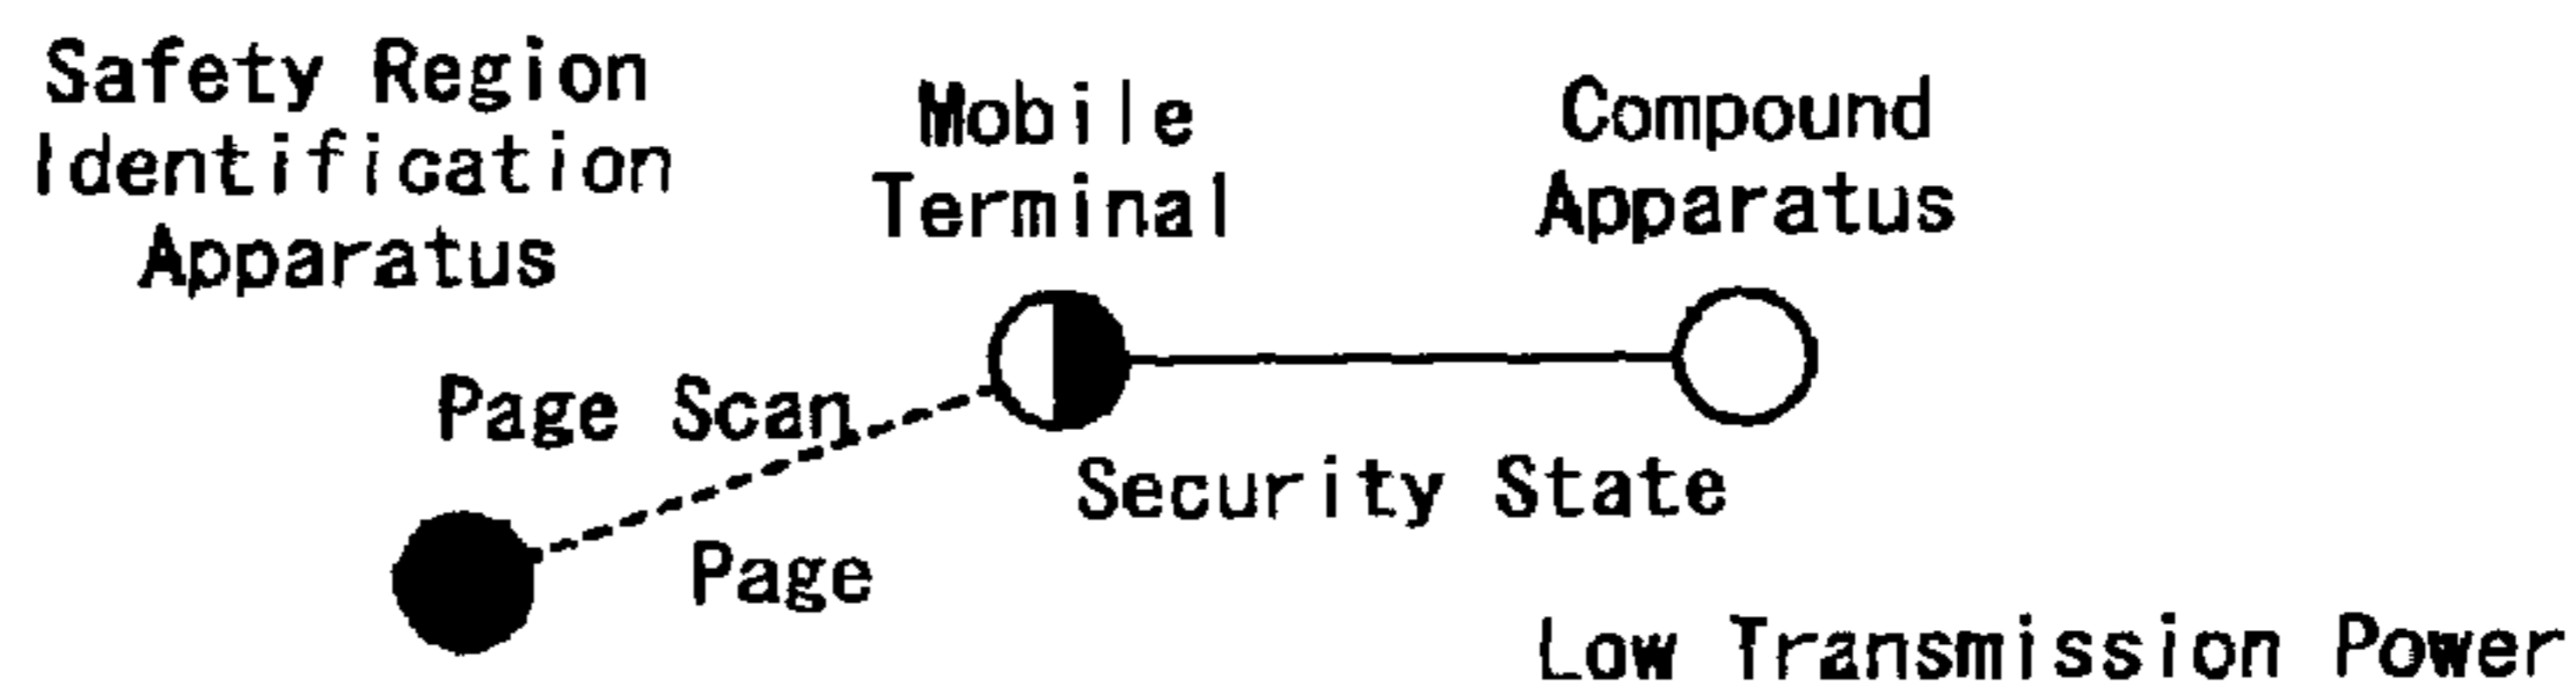 Safety Region
Identification
Apparatus
Mobile
Terminal
Compound
Apparatus
Page Scan
Security State
Page
Low Transmission Power